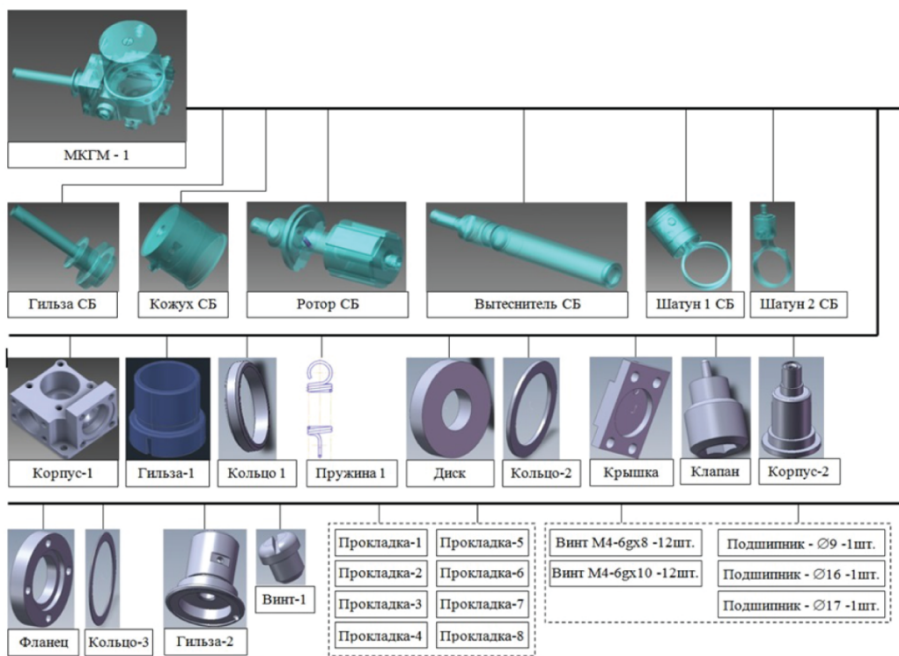 МКГМ - 1
Гильза СБ
Кожух СБ
Ротор СБ
Вытеснитель СБ
Шатун 1 СБ
Шатун 2 СБ
Корпус-1
Гильза-1
Кольцо 1
Пружина 1
Диск
Кольцо-2
Крышка
Клапан
Корпус-2
Фланец
Кольцо-3
Гильза-2
Винт-1
Прокладка-1
Прокладка-2
Прокладка-3
Прокладка-4
Прокладка-5
Прокладка-6
Прокладка-7
Прокладка-8
Винт М4-6gx8 -12шт.
Винт М4-6gx10 -12шт.
Подшипник - ∅9 -1шт.
Подшипник - ∅16 -1шт.
Подшипник - ∅17 -1шт.